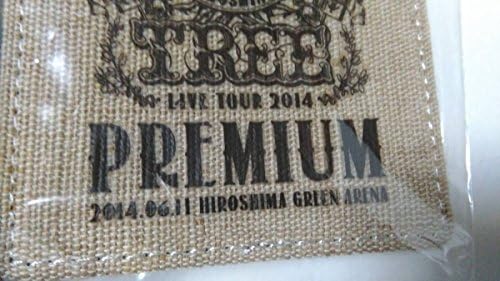 TREE
LIVE TOUR 2014
PREMIUM
2014.06.11 HIROSHIMA GREEN ARENA